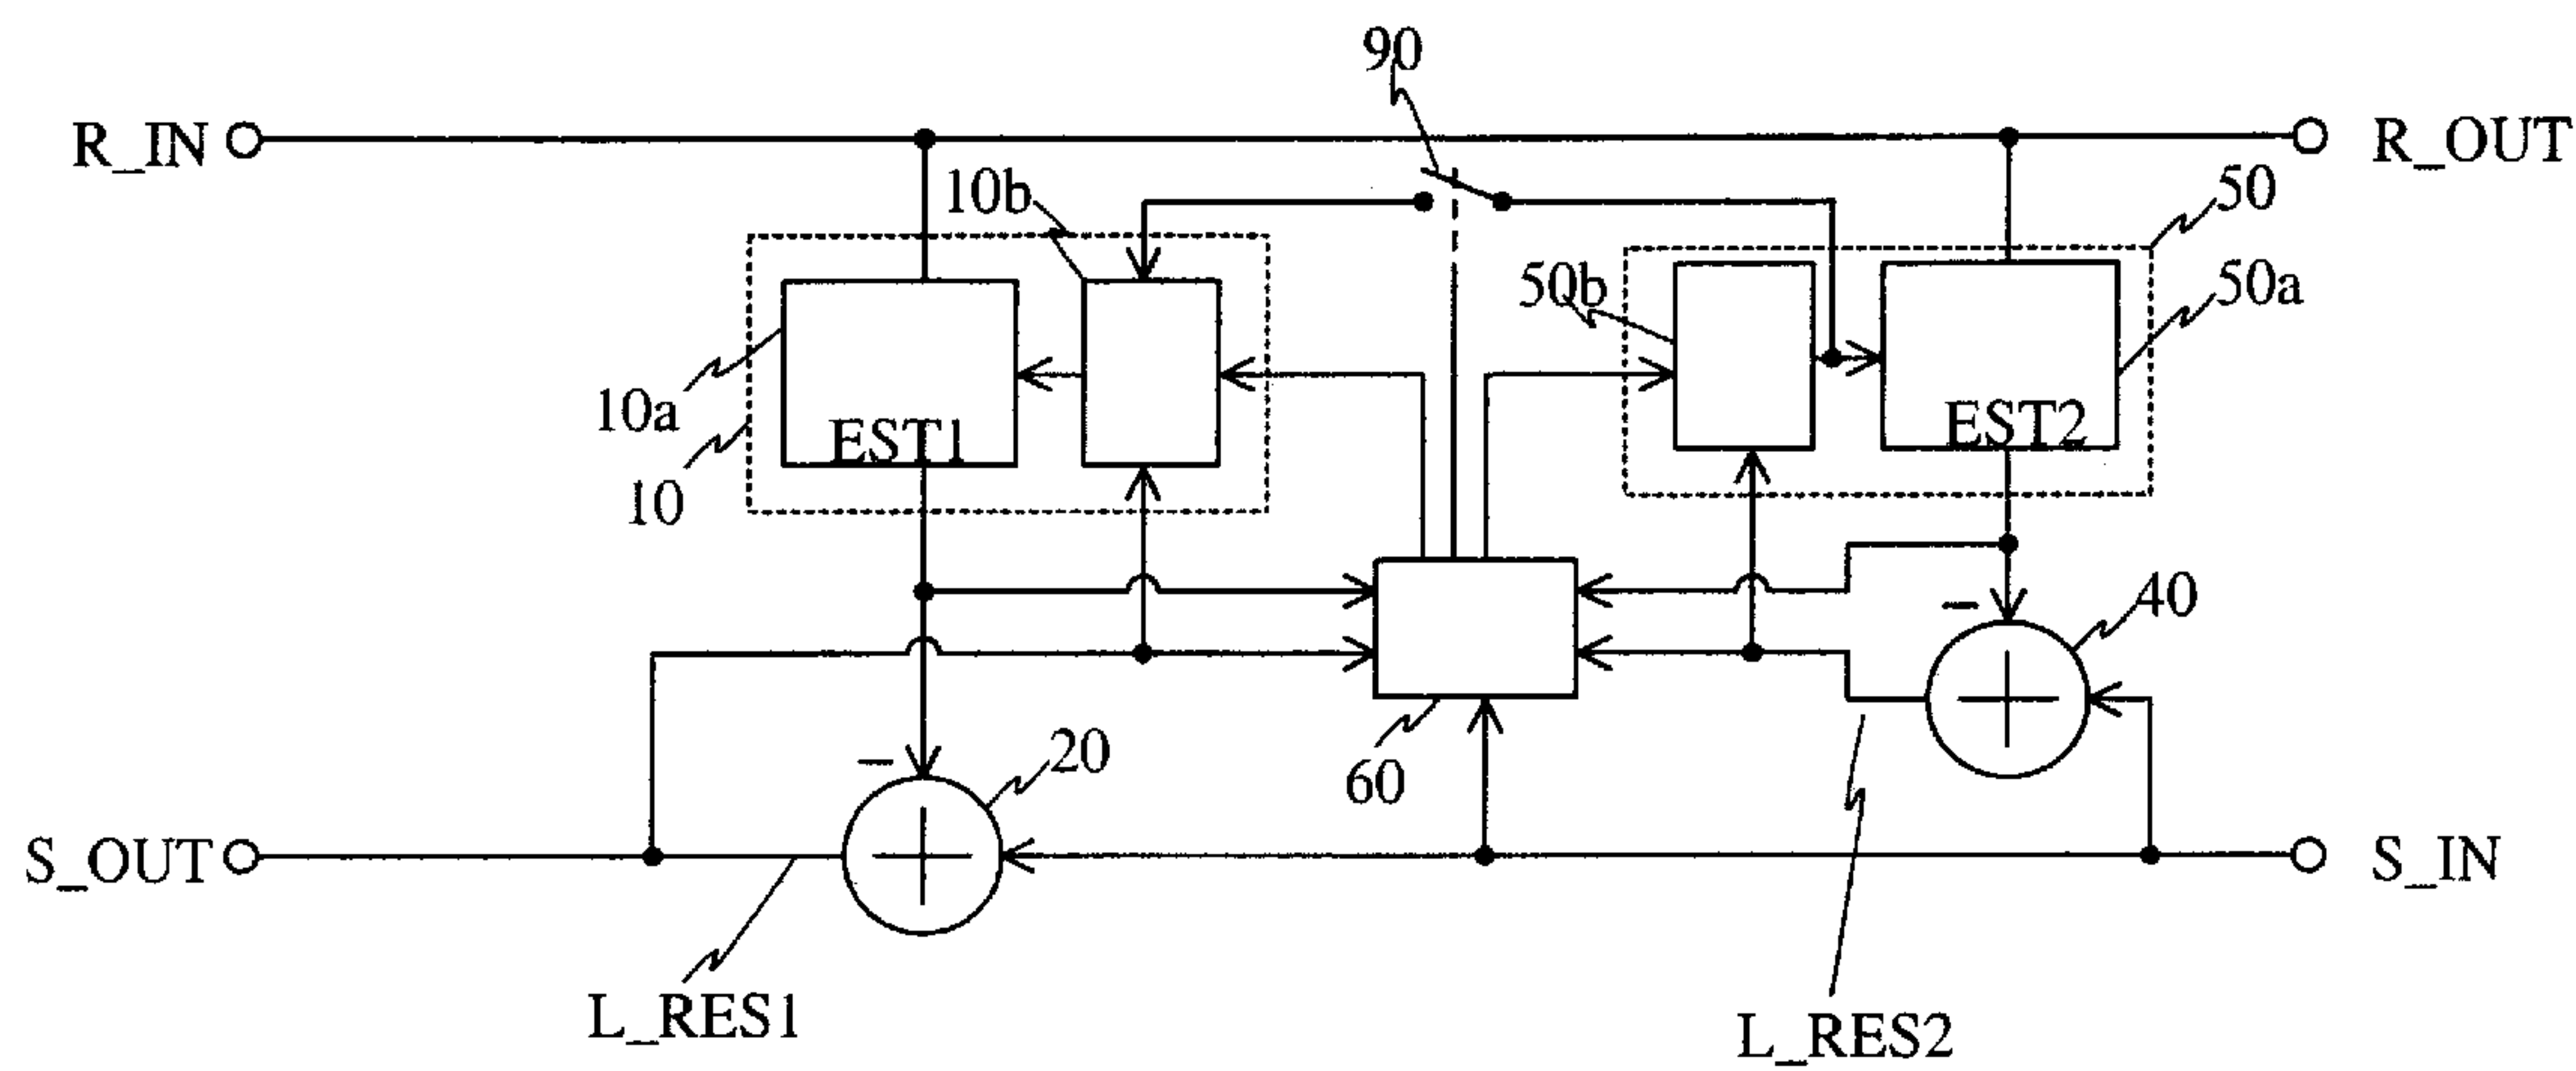 90
R_IN
R_OUT
10b
50
50b
50a
10a
EST1
EST2
10
40
20
60
S_OUT
S_IN
L_RES1
L_RES2